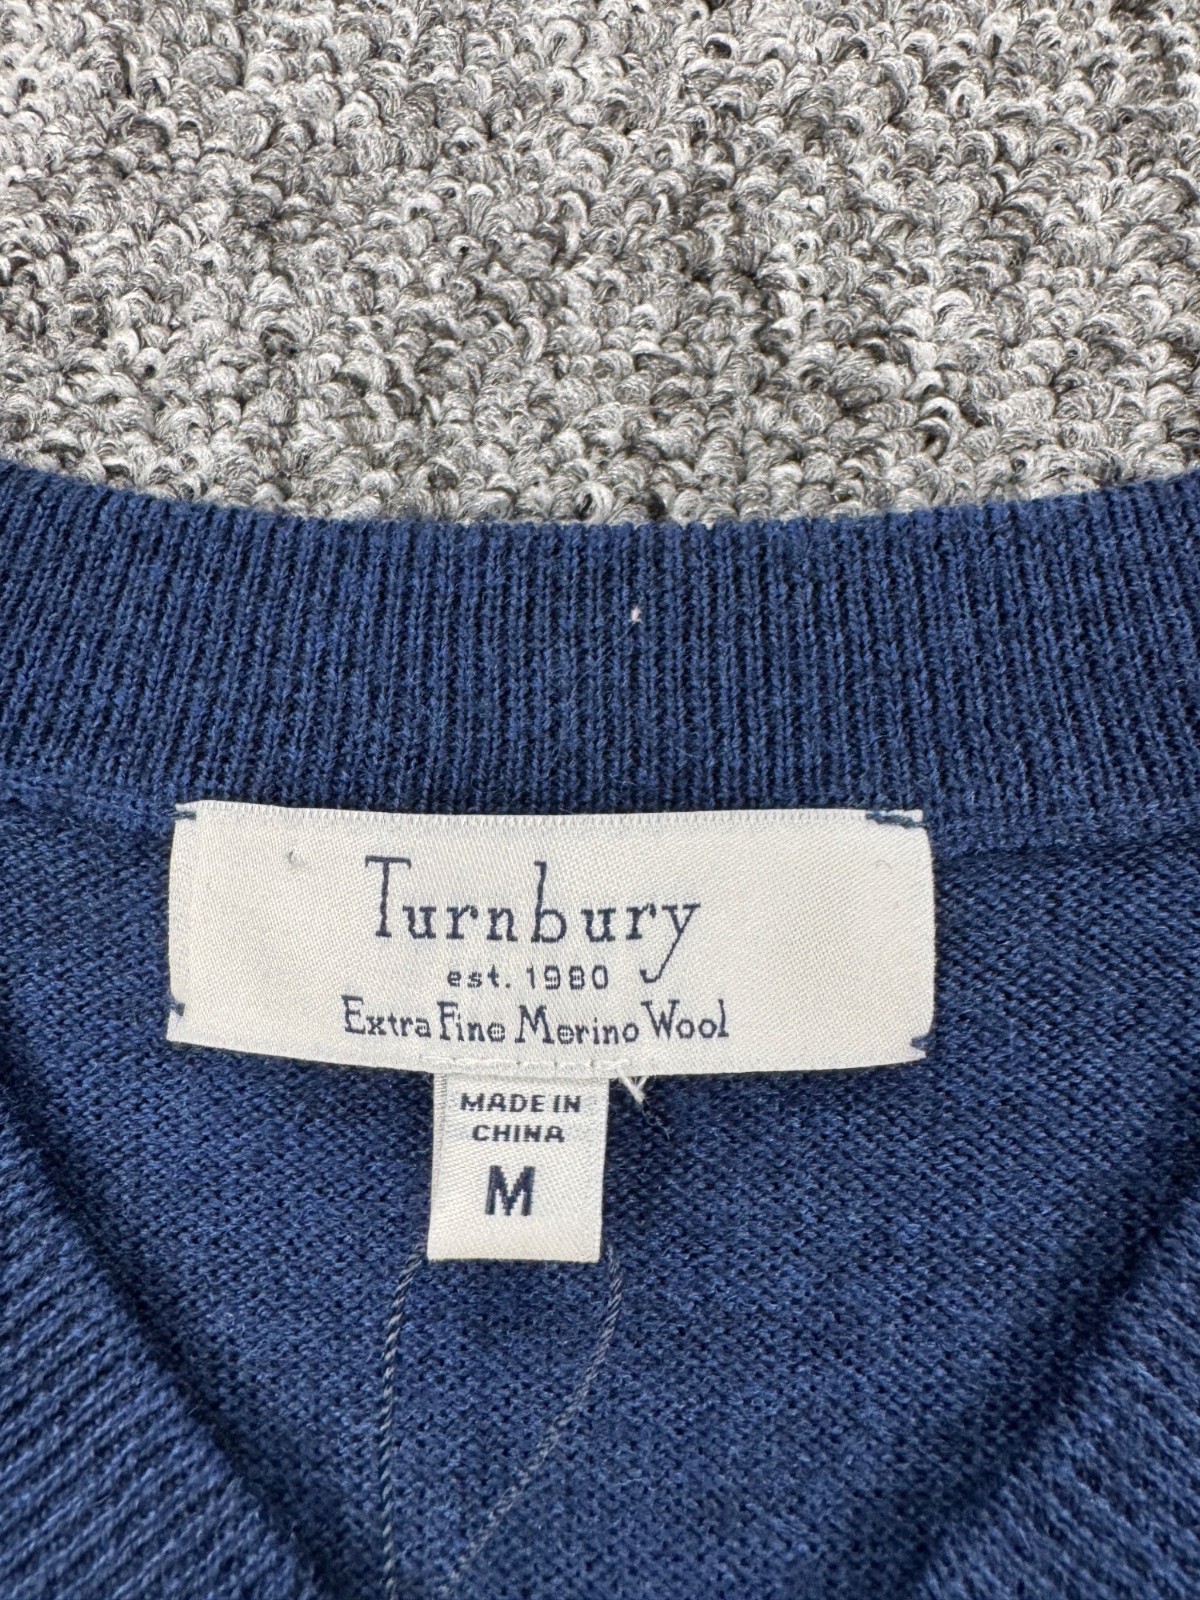 Turnbury
est. 1980
Extra Fine Merino Wool
MADE IN
CHINA
M